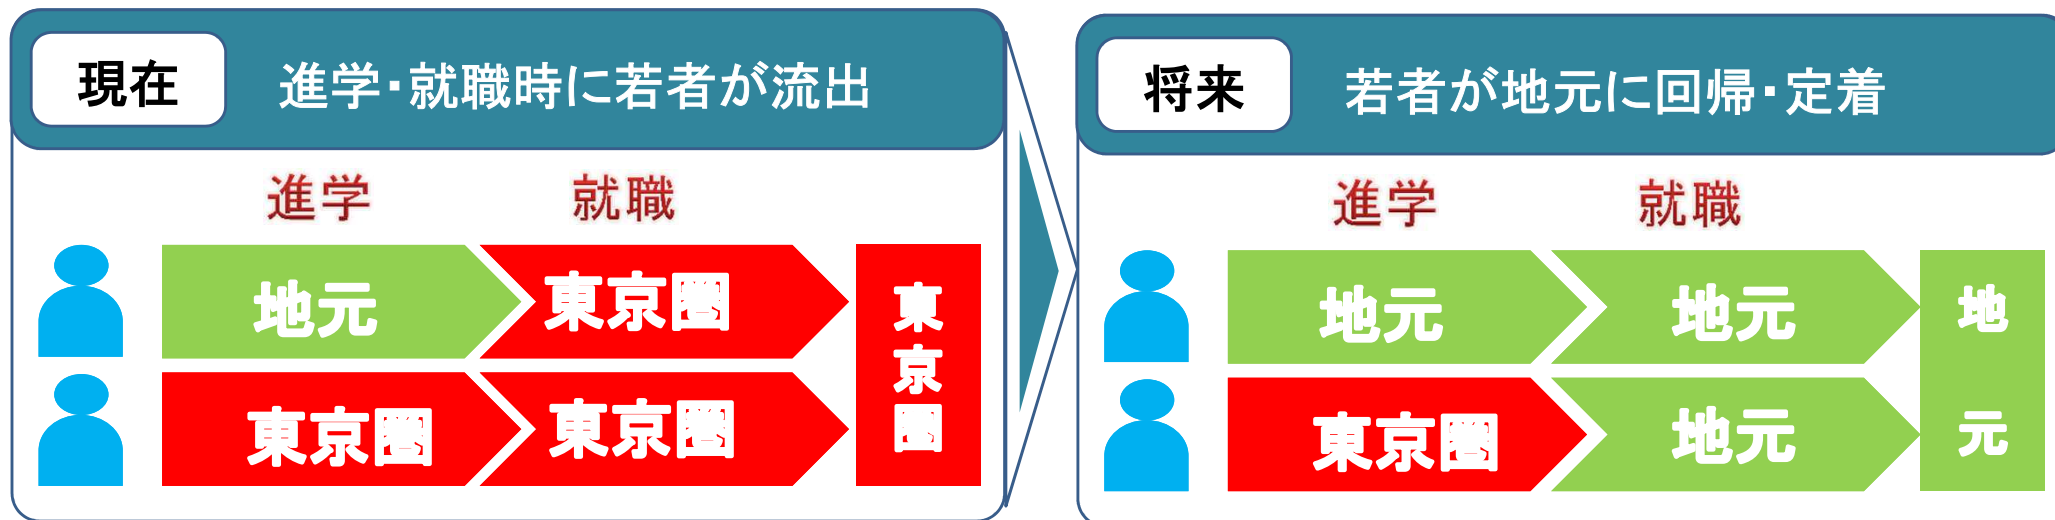 現在
進学・就職時に若者が流出
進学
就職
地元
東京圏
東京圏
東京圏
東京圏
将来
若者が地元に回帰・定着
進学
就職
地元
地元
東京圏
地元
地元